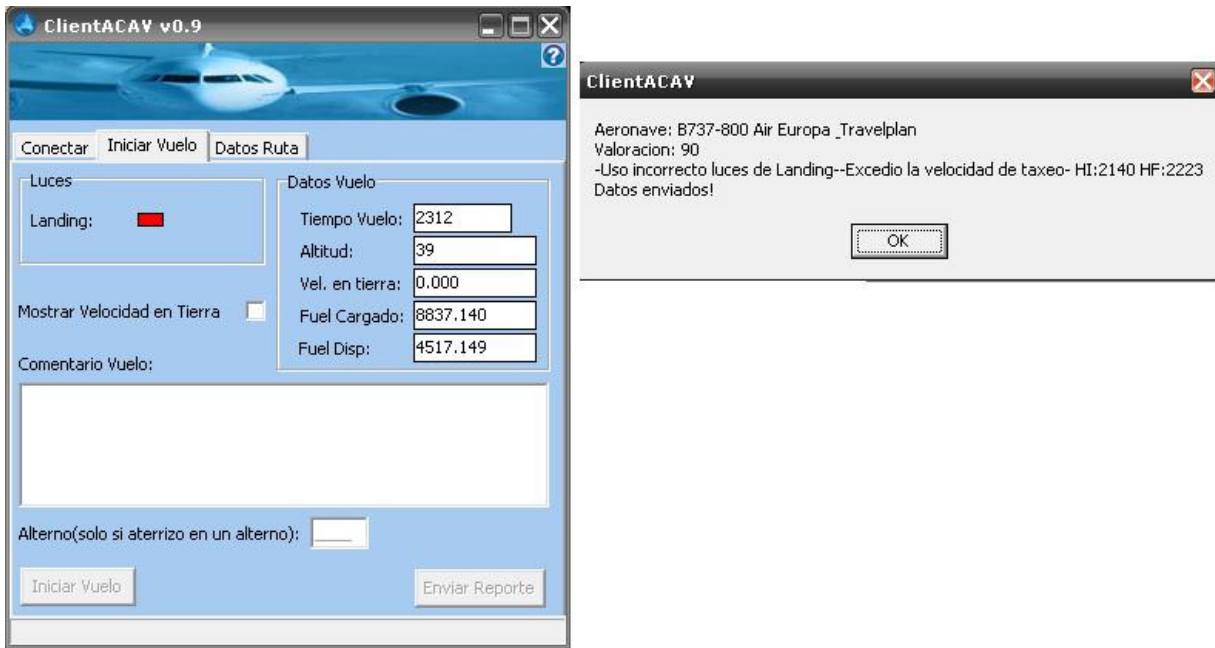 ClientACAV v0.9
?
Conectar Iniciar Vuelo Datos Ruta
Luces
Landing:
Datos Vuelo
Tiempo Vuelo: 2312
Altitud: 39
Vel. en tierra: 0.000
Fuel Cargado: 8837.140
Fuel Disp: 4517.149
Mostrar Velocidad en Tierra
Comentario Vuelo:
Alterno(solo si aterrizo en un alterno): ____
Iniciar Vuelo Enviar Reporte
ClientACAV
Aeronave: B737-800 Air Europa _Travelplan
Valoracion: 90
-Uso incorrecto luces de Landing--Excedio la velocidad de taxeo- HI:2140 HF:2223
Datos enviados!
OK